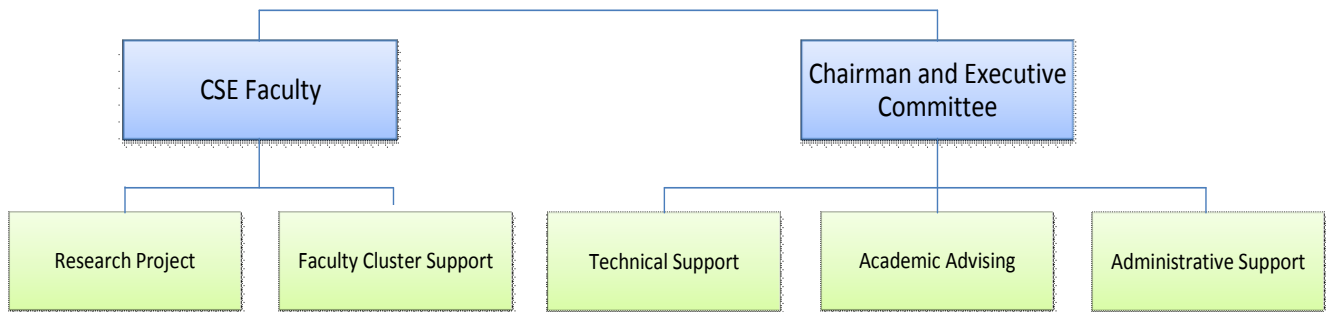 CSE Faculty
Chairman and Executive
Committee
Research Project
Faculty Cluster Support
Technical Support
Academic Advising
Administrative Support